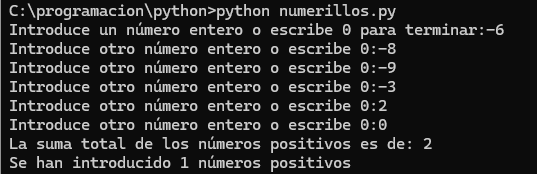 C:\programacion\python>python numerillos.py
Introduce un número entero o escribe 0 para terminar:-6
Introduce otro número entero o escribe 0:-8
Introduce otro número entero o escribe 0:-9
Introduce otro número entero o escribe 0:-3
Introduce otro número entero o escribe 0:2
Introduce otro número entero o escribe 0:0
La suma total de los números positivos es de: 2
Se han introducido 1 números positivos